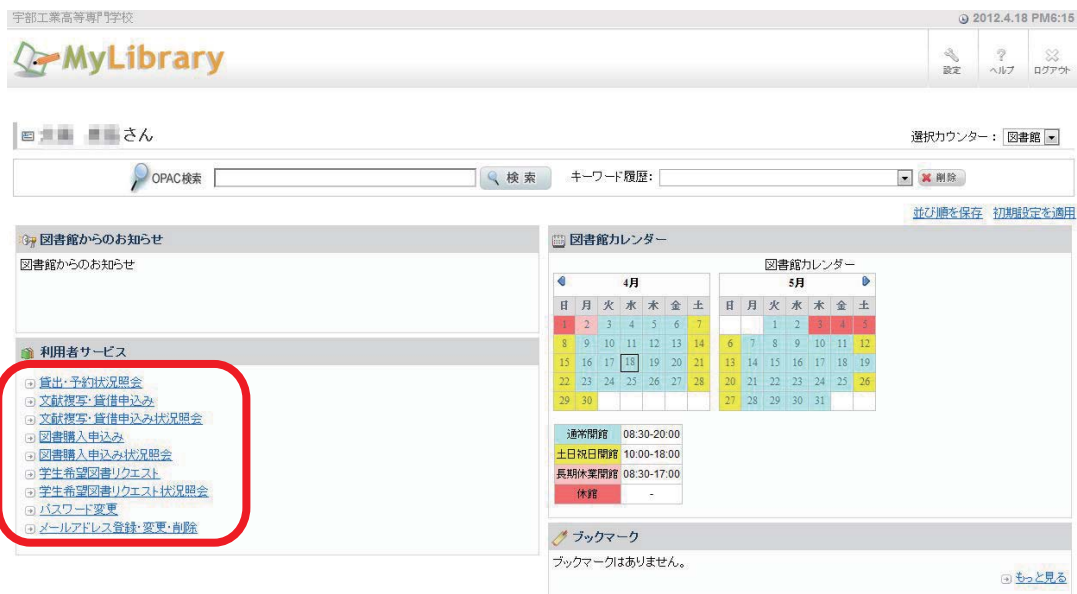 宇部工業高等専門学校
2012.4.18 PM6:15
MyLibrary
設定
ヘルプ
ログアウト
さん
選択カウンター： 図書館
OPAC検索
検 索
キーワード履歴：
削除
並び順を保存 初期設定を適用
図書館からのお知らせ
図書館からのお知らせ
利用者サービス
貸出・予約状況照会
文献複写・貸借申込み
文献複写・貸借申込み状況照会
図書購入申込み
図書購入申込み状況照会
学生希望図書リクエスト
学生希望図書リクエスト状況照会
パスワード変更
メールアドレス登録・変更・削除
図書館カレンダー
図書館カレンダー
4月
日 月 火 水 木 金 土
1 2 3 4 5 6 7
8 9 10 11 12 13 14
15 16 17 18 19 20 21
22 23 24 25 26 27 28
29 30
5月
日 月 火 水 木 金 土
1 2 3 4 5
6 7 8 9 10 11 12
13 14 15 16 17 18 19
20 21 22 23 24 25 26
27 28 29 30 31
通常開館 08:30-20:00
土日祝日開館 10:00-18:00
長期休業開館 08:30-17:00
休館 -
ブックマーク
ブックマークはありません。
もっと見る